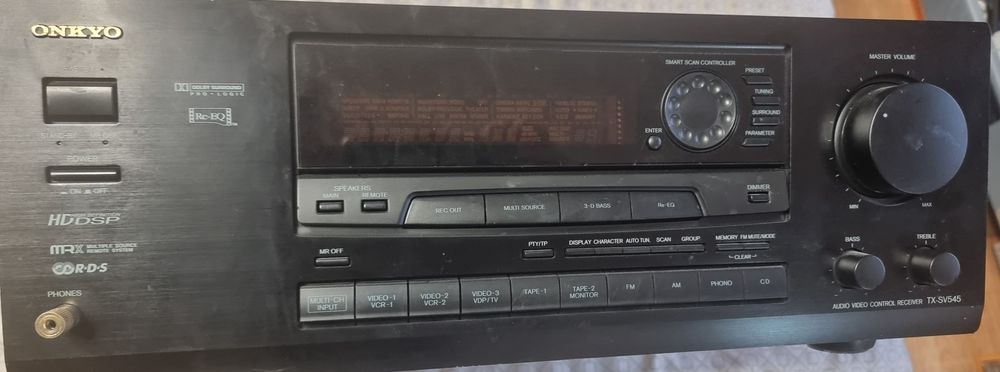 ONKYO
DOLBY SURROUND
PRO·LOGIC
Re-EQ
TM
STANDBY
POWER
ON OFF
HD DSP
MRX MULTIPLE SOURCE
REMOTE SYSTEM
R·D·S
PHONES
SMART SCAN CONTROLLER
PRESET
TUNING
SURROUND
PARAMETER
ENTER
SPEAKERS
MAIN REMOTE
REC OUT
MULTI SOURCE
3-D BASS
Re-EQ
DIMMER
MR OFF
PTY/TP
DISPLAY CHARACTER AUTO TUN. SCAN GROUP
MEMORY FM MUTE/MODE
CLEAR
MULTI-CH
INPUT
VIDEO-1
VCR-1
VIDEO-2
VCR-2
VIDEO-3
VDP/TV
TAPE-1
TAPE-2
MONITOR
FM
AM
PHONO
CD
MASTER VOLUME
MIN MAX
BASS TREBLE
AUDIO VIDEO CONTROL RECEIVER TX-SV545